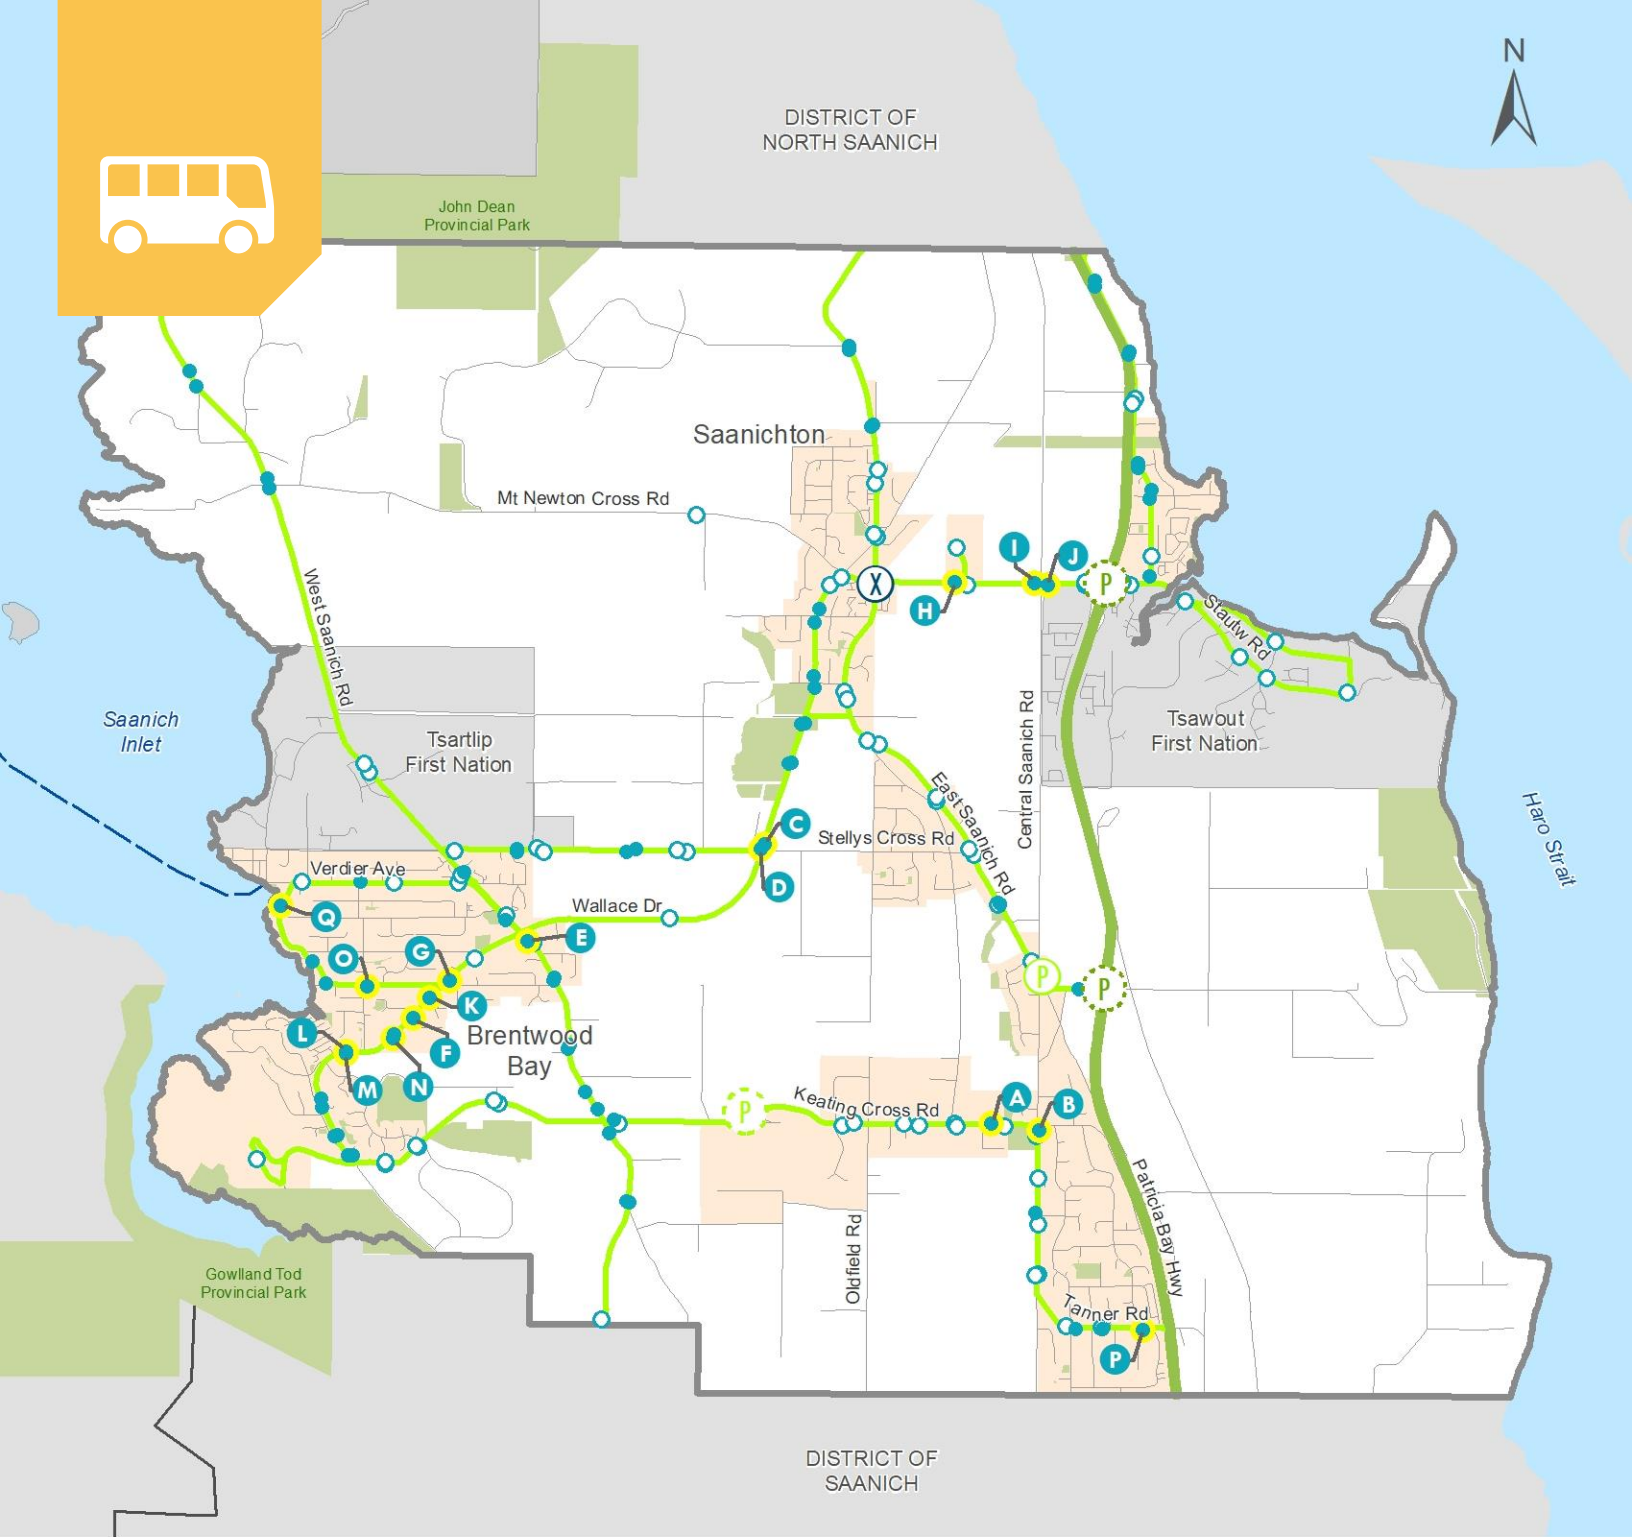 N
DISTRICT OF
NORTH SAANICH
John Dean
Provincial Park
Saanichton
Mt Newton Cross Rd
I
J
X
P
H
West Saanich Rd
Stautw Rd
Saanich
Inlet
Tsartlip
First Nation
Tsawout
First Nation
Central Saanich Rd
East Saanich Rd
Haro Strait
C
Stellys Cross Rd
Verdier Ave
D
Wallace Dr
Q
E
G
O
P
P
K
L
Brentwood
Bay
F
M
N
A
B
Keating Cross Rd
P
Patricia Bay Hwy
Oldfield Rd
Gowlland Tod
Provincial Park
Tanner Rd
P
DISTRICT OF
SAANICH